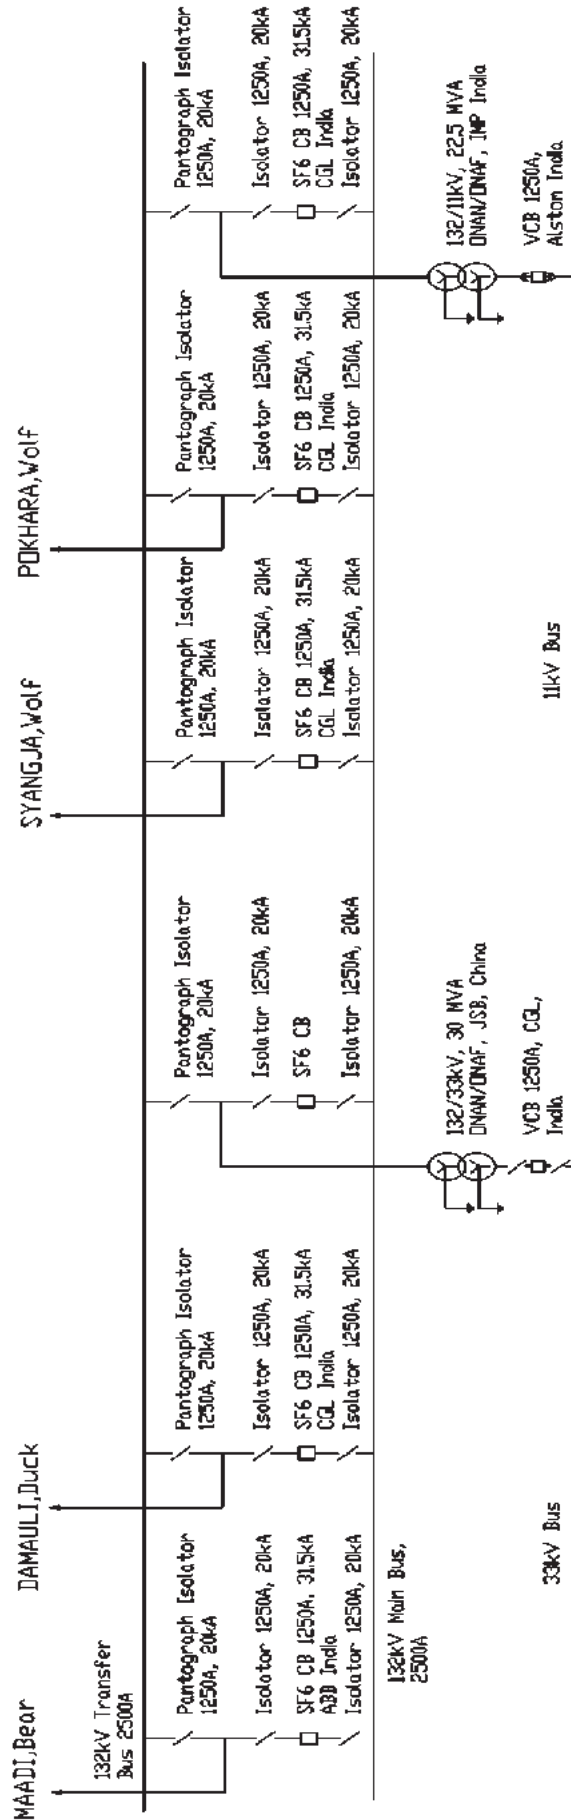 MAADI,Bear
DAMAULI,Duck
SYANGJA,Wolf
POKHARA,Wolf
132kV Transfer
Bus 2500A
Pantograph Isolator
1250A, 20kA
Isolator 1250A, 20kA
SF6 CB 1250A, 31.5kA
ABB India
Isolator 1250A, 20kA
Pantograph Isolator
1250A, 20kA
Isolator 1250A, 20kA
SF6 CB 1250A, 31.5kA
CGL India
Isolator 1250A, 20kA
Pantograph Isolator
1250A, 20kA
Isolator 1250A, 20kA
SF6 CB
Isolator 1250A, 20kA
Pantograph Isolator
1250A, 20kA
Isolator 1250A, 20kA
SF6 CB 1250A, 31.5kA
CGL India
Isolator 1250A, 20kA
Pantograph Isolator
1250A, 20kA
Isolator 1250A, 20kA
SF6 CB 1250A, 31.5kA
CGL India
Isolator 1250A, 20kA
Pantograph Isolator
1250A, 20kA
Isolator 1250A, 20kA
SF6 CB 1250A, 31.5kA
CGL India
Isolator 1250A, 20kA
132kV Main Bus,
2500A
132/33kV, 30 MVA
ONAN/ONAF, JSB, China
VCB 1250A, CGL,
India
132/11kV, 22.5 MVA
ONAN/ONAF, IMP India
VCB 1250A,
Alston India
33kV Bus
11kV Bus